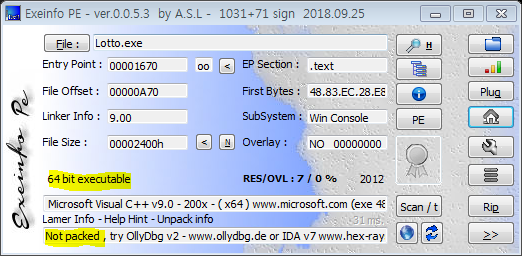 Exeinfo PE - ver.0.0.5.3 by A.S.L - 1031+71 sign 2018.09.25
File : Lotto.exe H
Entry Point : 00001670 oo < EP Section : .text
File Offset : 00000A70 First Bytes : 48.83.EC.28.E8
Linker Info : 9.00 SubSystem : Win Console PE
File Size : 00002400h < N Overlay : NO 00000000
64 bit executable RES/OVL : 7 / 0 % 2012
Microsoft Visual C++ v9.0 - 200x - ( x64 ) www.microsoft.com (exe 48 Scan / t Rip
Lamer Info - Help Hint - Unpack info 31 ms.
Not packed , try OllyDbg v2 - www.ollydbg.de or IDA v7 www.hex-ray >>
Plug
Exeinfo Pe